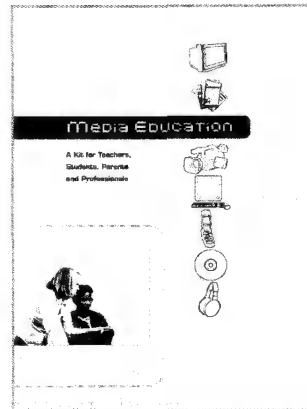 Media Education
A Kit for Teachers,
Students, Parents
and Professionals